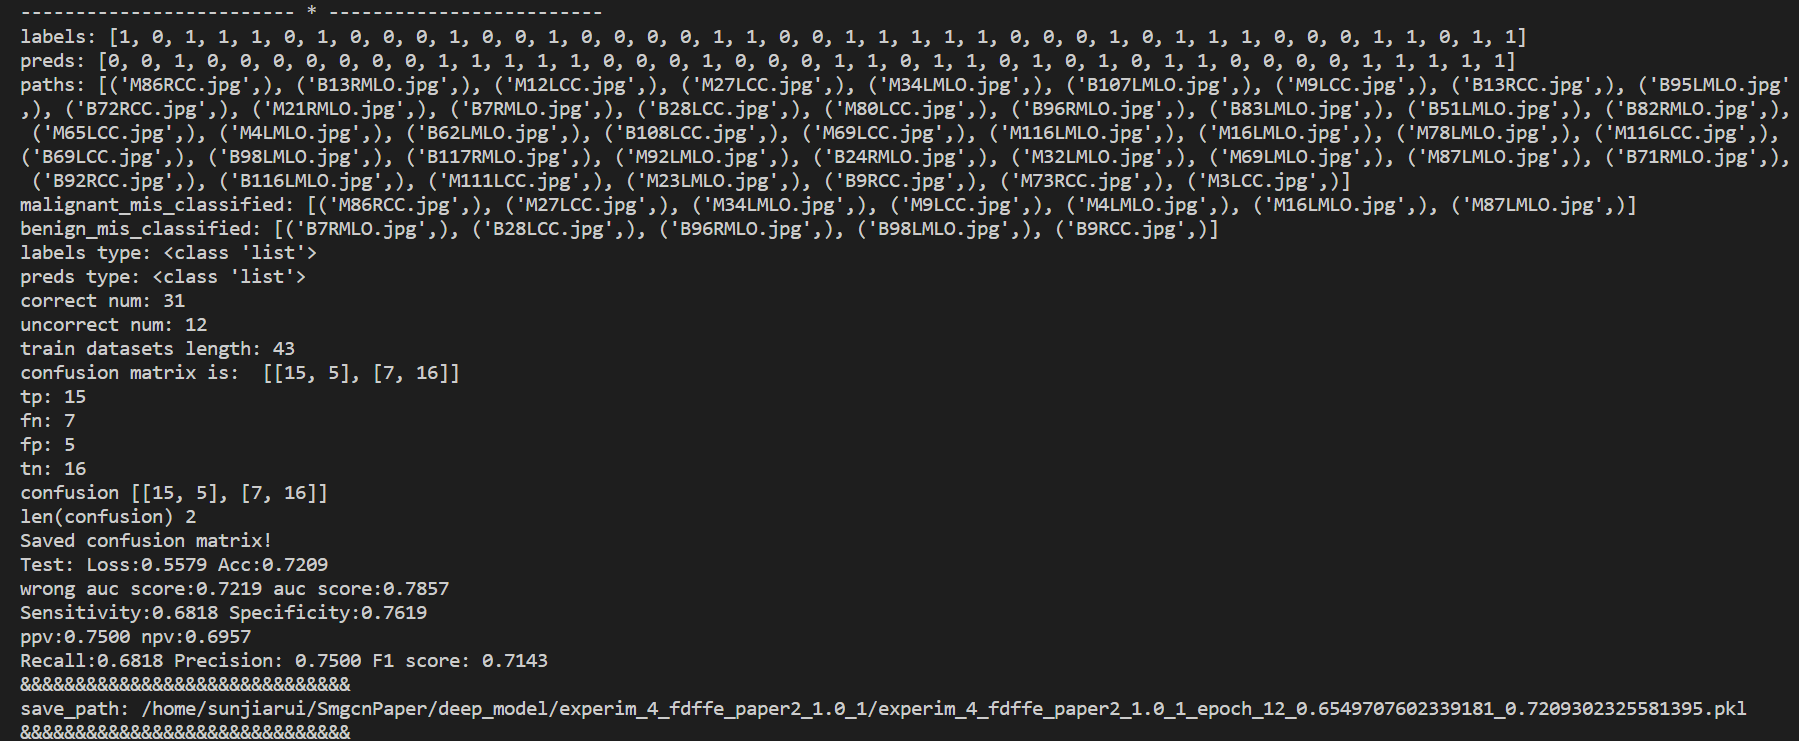 ------------------------- * -------------------------
labels: [1, 0, 1, 1, 1, 0, 1, 0, 0, 0, 1, 0, 0, 1, 0, 0, 0, 0, 1, 1, 0, 0, 1, 1, 1, 1, 1, 0, 0, 0, 1, 0, 1, 1, 1, 0, 0, 0, 1, 1, 0, 1, 1]
preds: [0, 0, 1, 0, 0, 0, 0, 0, 0, 0, 1, 1, 1, 1, 1, 0, 0, 0, 1, 0, 0, 0, 1, 1, 0, 1, 1, 0, 1, 0, 1, 0, 1, 1, 0, 0, 0, 0, 1, 1, 1, 1, 1]
paths: [('M86RCC.jpg',), ('B13RMLO.jpg',), ('M12LCC.jpg',), ('M27LCC.jpg',), ('M34LMLO.jpg',), ('B107LMLO.jpg',), ('M9LCC.jpg',), ('B13RCC.jpg',), ('B95LMLO.jpg'
,), ('B72RCC.jpg',), ('M21RMLO.jpg',), ('B7RMLO.jpg',), ('B28LCC.jpg',), ('M80LCC.jpg',), ('B96RMLO.jpg',), ('B83LMLO.jpg',), ('B51LMLO.jpg',), ('B82RMLO.jpg',),
('M65LCC.jpg',), ('M4LMLO.jpg',), ('B62LMLO.jpg',), ('B108LCC.jpg',), ('M69LCC.jpg',), ('M116LMLO.jpg',), ('M16LMLO.jpg',), ('M78LMLO.jpg',), ('M116LCC.jpg',),
('B69LCC.jpg',), ('B98LMLO.jpg',), ('B117RMLO.jpg',), ('M92LMLO.jpg',), ('B24RMLO.jpg',), ('M32LMLO.jpg',), ('M69LMLO.jpg',), ('M87LMLO.jpg',), ('B71RMLO.jpg',),
('B92RCC.jpg',), ('B116LMLO.jpg',), ('M111LCC.jpg',), ('M23LMLO.jpg',), ('B9RCC.jpg',), ('M73RCC.jpg',), ('M3LCC.jpg',)]
malignant_mis_classified: [('M86RCC.jpg',), ('M27LCC.jpg',), ('M34LMLO.jpg',), ('M9LCC.jpg',), ('M4LMLO.jpg',), ('M16LMLO.jpg',), ('M87LMLO.jpg',)]
benign_mis_classified: [('B7RMLO.jpg',), ('B28LCC.jpg',), ('B96RMLO.jpg',), ('B98LMLO.jpg',), ('B9RCC.jpg',)]
labels type: <class 'list'>
preds type: <class 'list'>
correct num: 31
uncorrect num: 12
train datasets length: 43
confusion matrix is:  [[15, 5], [7, 16]]
tp: 15
fn: 7
fp: 5
tn: 16
confusion [[15, 5], [7, 16]]
len(confusion) 2
Saved confusion matrix!
Test: Loss:0.5579 Acc:0.7209
wrong auc score:0.7219 auc score:0.7857
Sensitivity:0.6818 Specificity:0.7619
ppv:0.7500 npv:0.6957
Recall:0.6818 Precision: 0.7500 F1 score: 0.7143
&&&&&&&&&&&&&&&&&&&&&&&&&&&&&&
save_path: /home/sunjiarui/SmgcnPaper/deep_model/experim_4_fdffe_paper2_1.0_1/experim_4_fdffe_paper2_1.0_1_epoch_12_0.6549707602339181_0.7209302325581395.pkl
&&&&&&&&&&&&&&&&&&&&&&&&&&&&&&